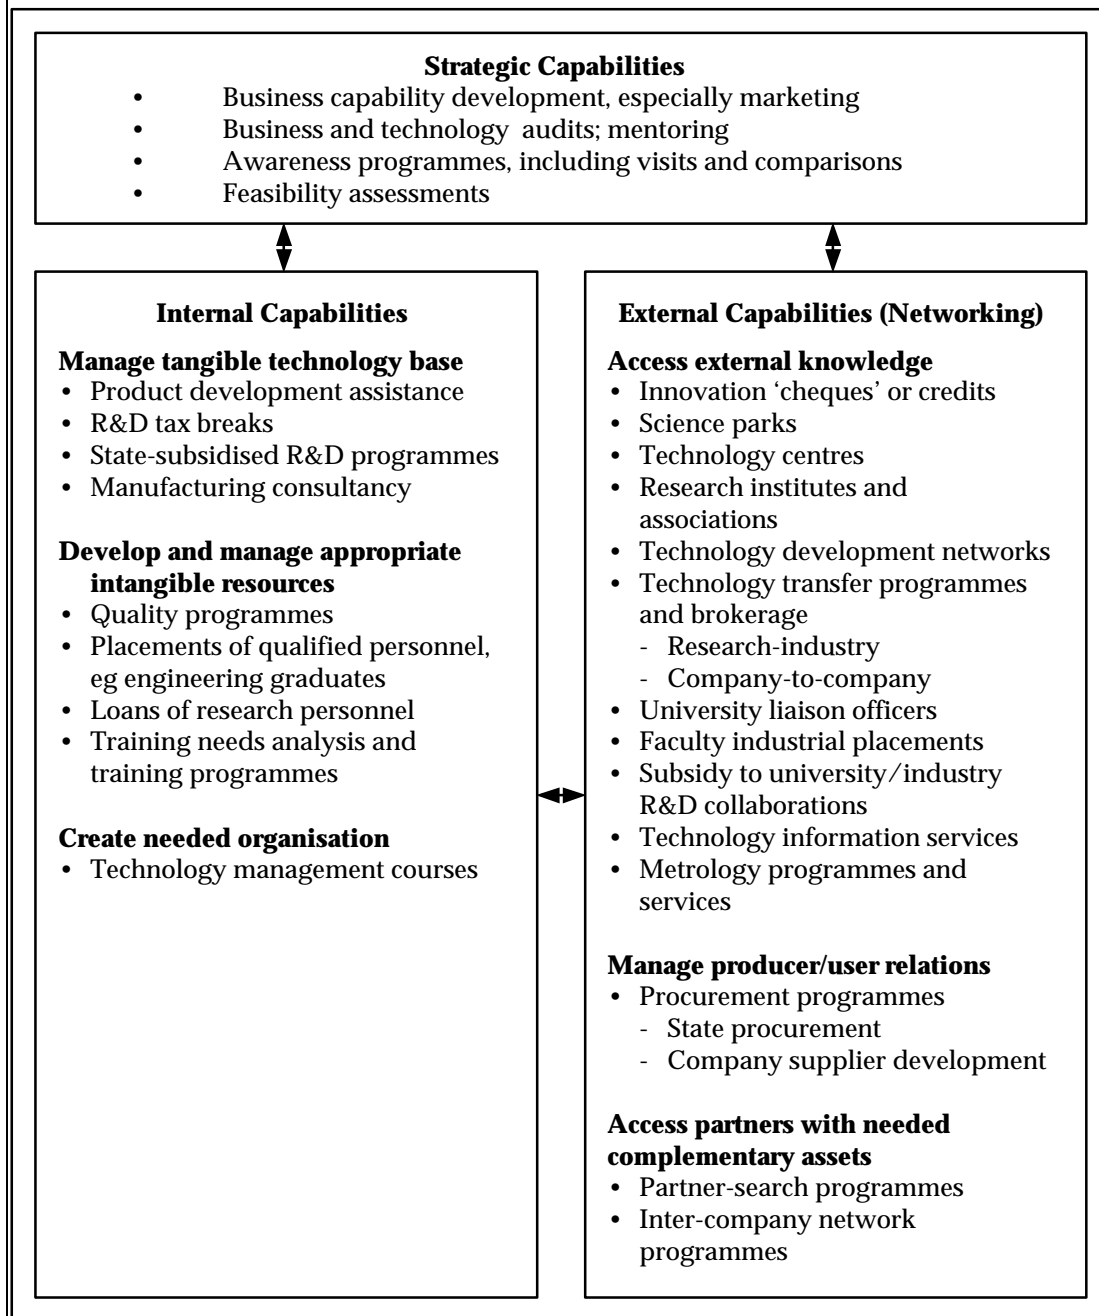 Strategic Capabilities
• Business capability development, especially marketing
• Business and technology audits; mentoring
• Awareness programmes, including visits and comparisons
• Feasibility assessments
Internal Capabilities
Manage tangible technology base
• Product development assistance
• R&D tax breaks
• State-subsidised R&D programmes
• Manufacturing consultancy
Develop and manage appropriate
intangible resources
• Quality programmes
• Placements of qualified personnel,
eg engineering graduates
• Loans of research personnel
• Training needs analysis and
training programmes
Create needed organisation
• Technology management courses
External Capabilities (Networking)
Access external knowledge
• Innovation ‘cheques’ or credits
• Science parks
• Technology centres
• Research institutes and
associations
• Technology development networks
• Technology transfer programmes
and brokerage
- Research-industry
- Company-to-company
• University liaison officers
• Faculty industrial placements
• Subsidy to university/industry
R&D collaborations
• Technology information services
• Metrology programmes and
services
Manage producer/user relations
• Procurement programmes
- State procurement
- Company supplier development
Access partners with needed
complementary assets
• Partner-search programmes
• Inter-company network
programmes